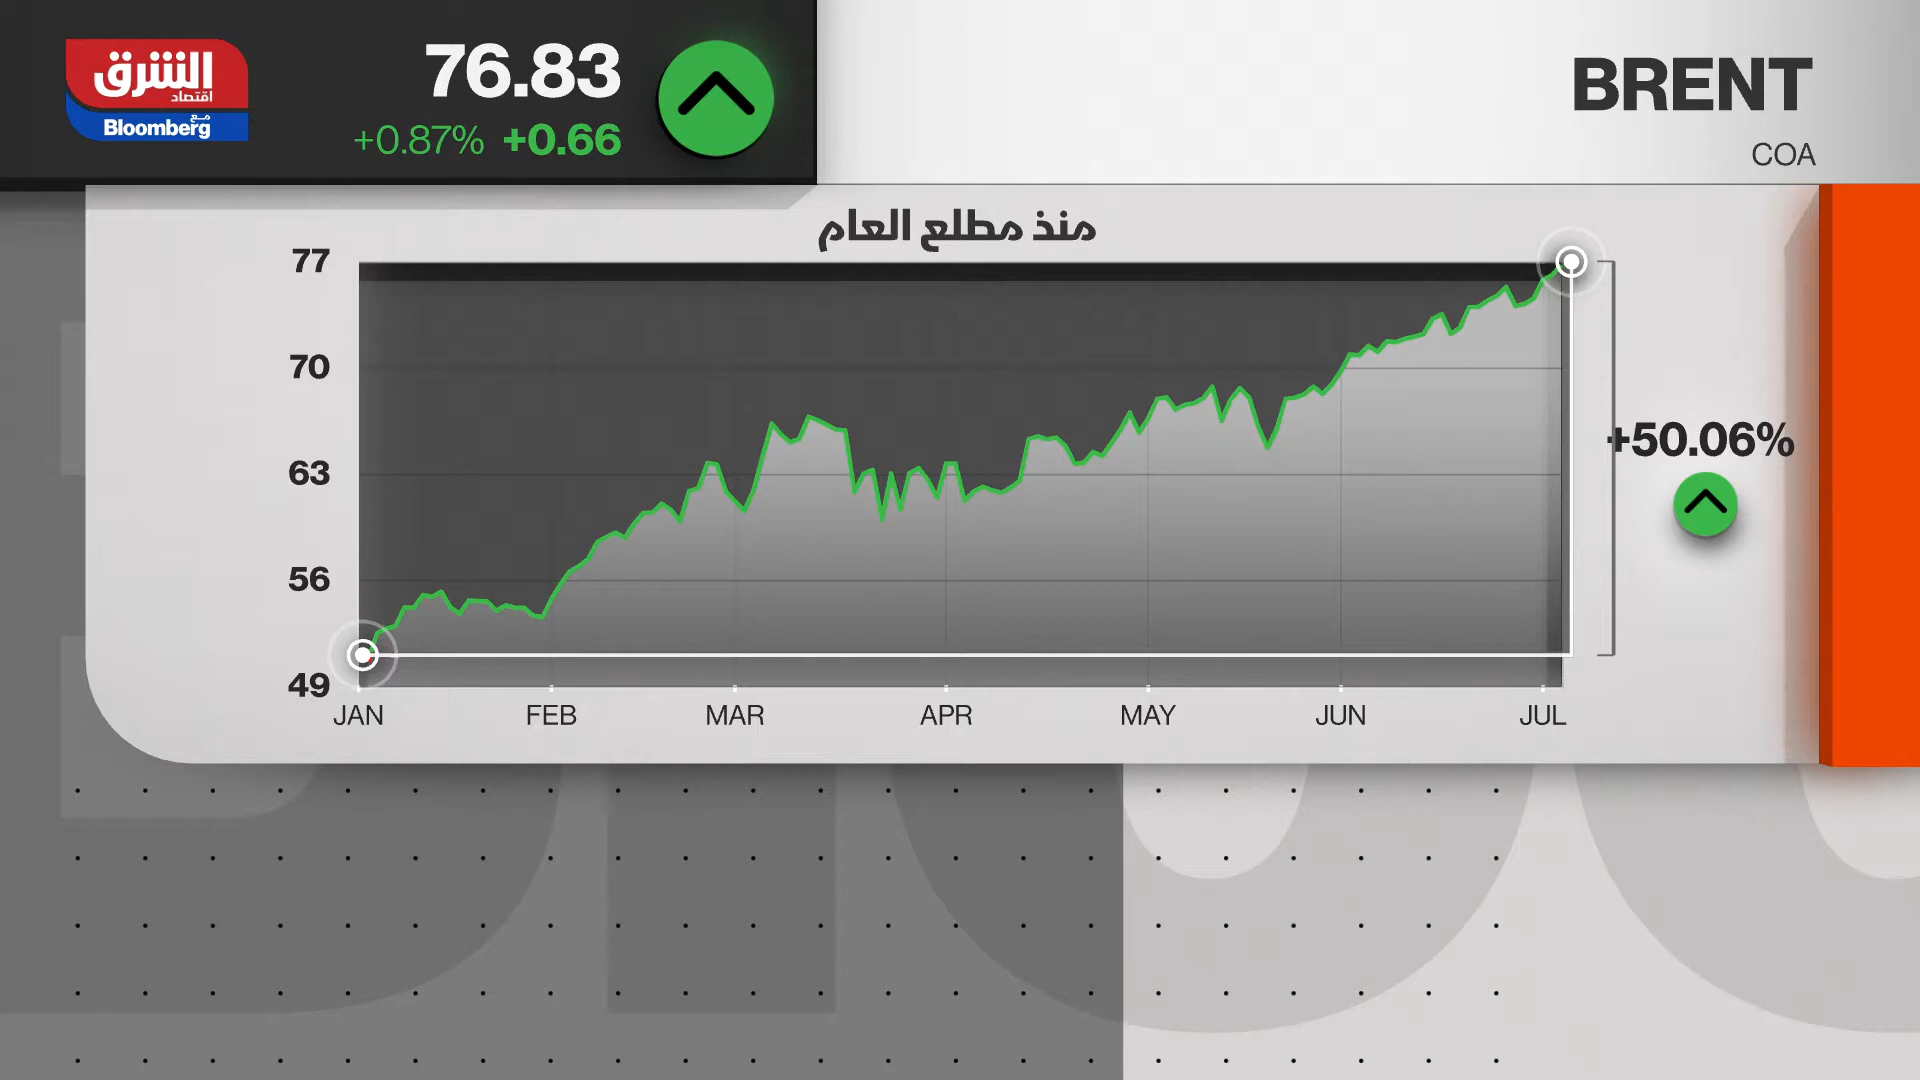 الشرق
اقتصاد
مع
Bloomberg
76.83
+0.87% +0.66
BRENT
COA
منذ مطلع العام
77
70
63
56
49
JAN FEB MAR APR MAY JUN JUL
+50.06%